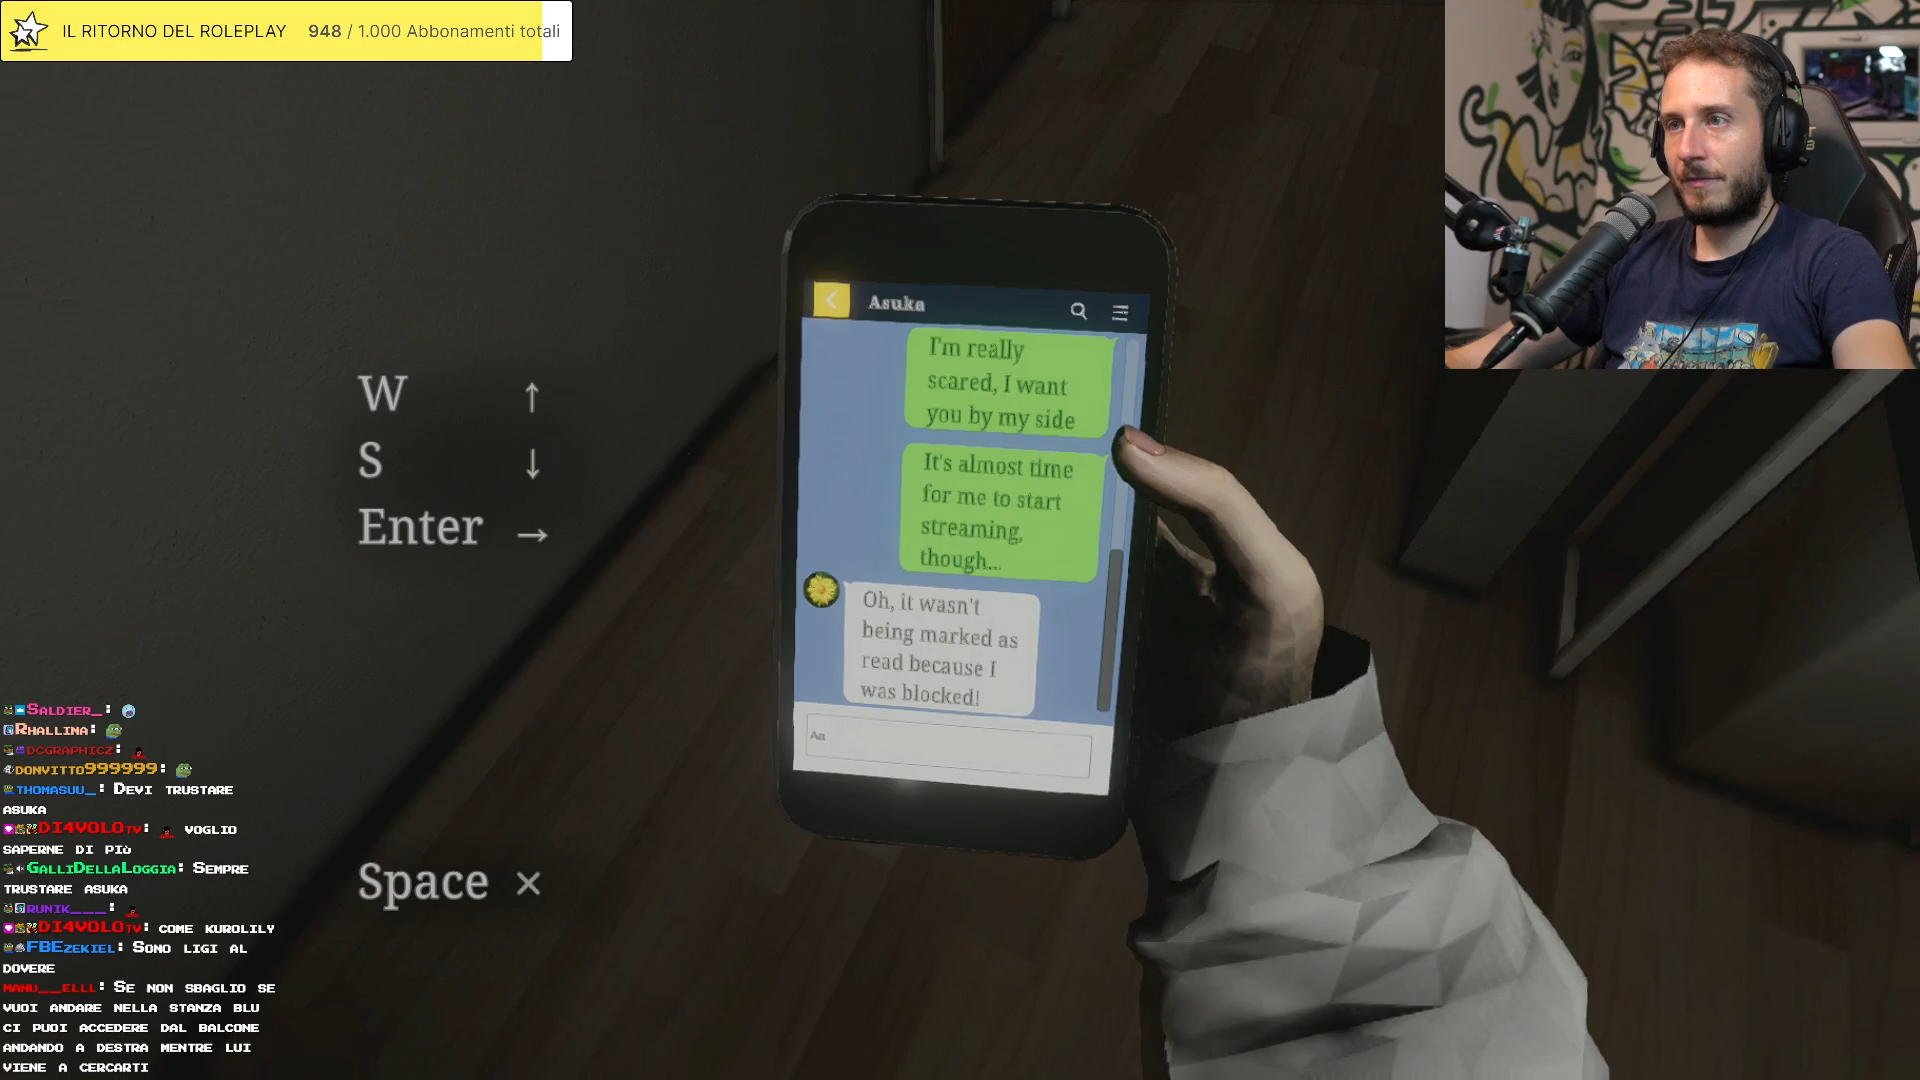 IL RITORNO DEL ROLEPLAY 948 / 1.000 Abbonamenti totali
W ↑
S ↓
Enter →
Space ×
Asuka
I'm really
scared, I want
you by my side
It's almost time
for me to start
streaming,
though...
Oh, it wasn't
being marked as
read because I
was blocked!
Aa
Saldier_:
Rhallina:
DCGRAPHICZ:
DONVITTO999999:
THOMASUU_: DEVI TRUSTARE
ASUKA
DI4VOLOTV: VOGLIO
SAPERNE DI PIÙ
GalliDellaLoggia: Sempre
TRUSTARE ASUKA
RUNIK___:
DI4VOLOTV: COME KUROLILY
FBEzekiel: Sono ligi al
DOVERE
MANU__ELLL: Se non sbaglio se
VUOI ANDARE NELLA STANZA BLU
CI PUOI ACCEDERE DAL BALCONE
ANDANDO A DESTRA MENTRE LUI
VIENE A CERCARTI